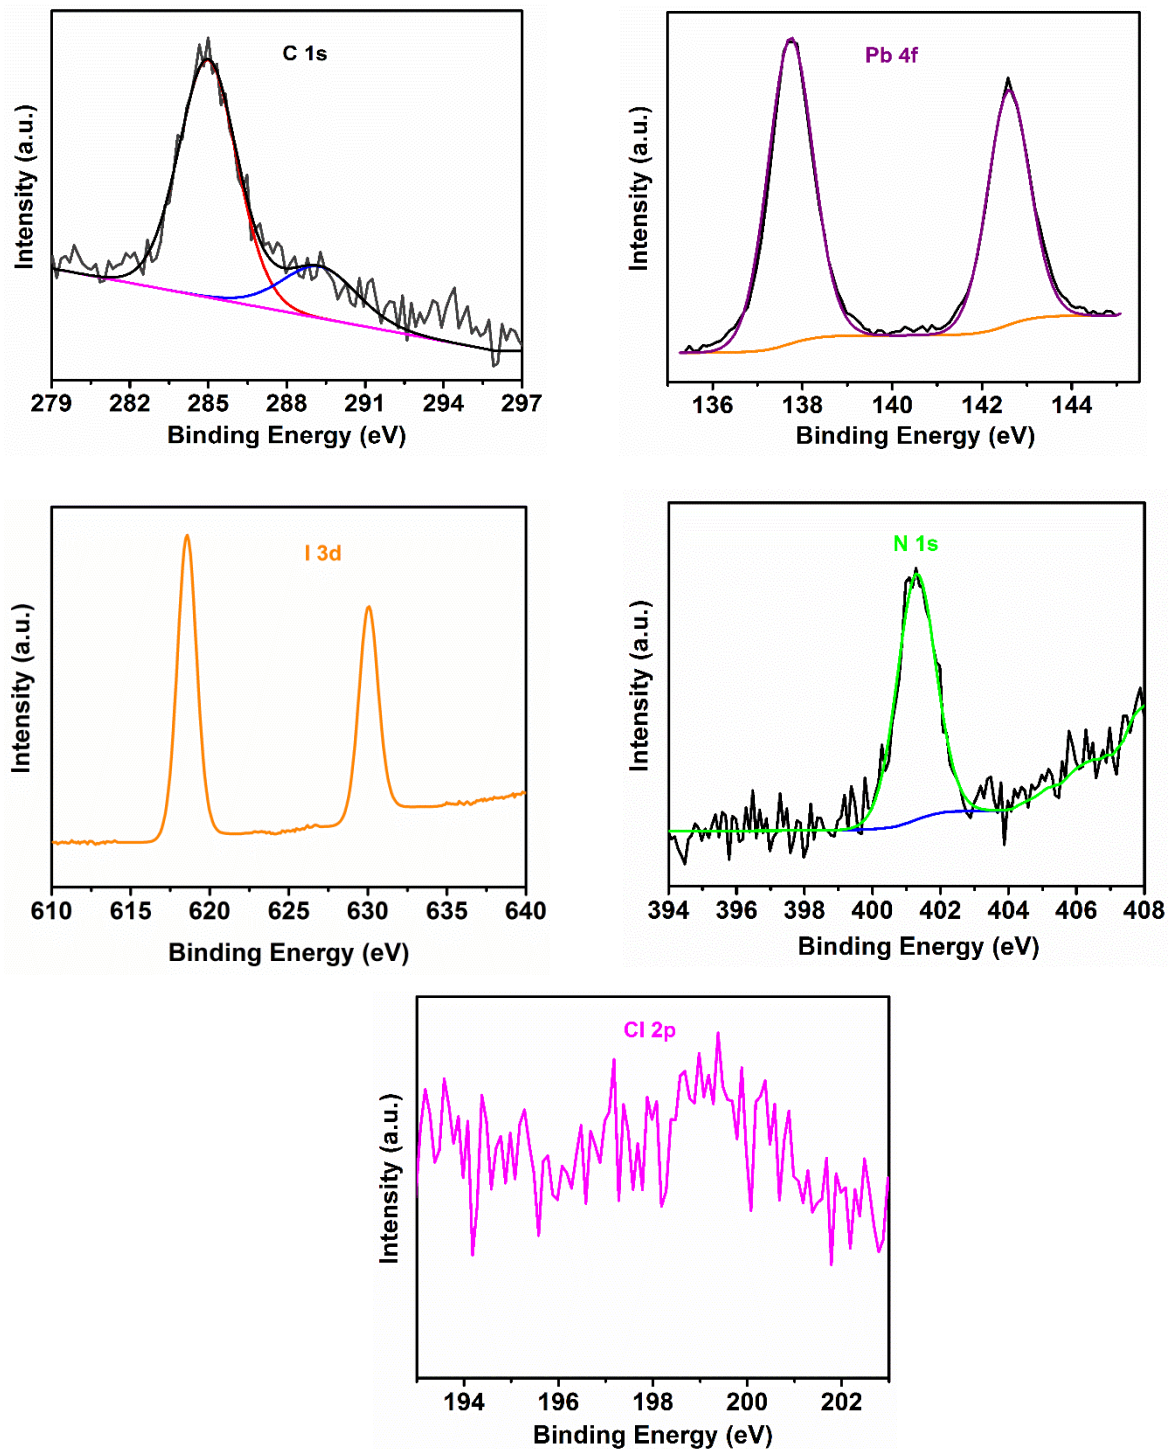 C 1s
Intensity (a.u.)
279 282 285 288 291 294 297
Binding Energy (eV)
Pb 4f
Intensity (a.u.)
136 138 140 142 144
Binding Energy (eV)
I 3d
Intensity (a.u.)
610 615 620 625 630 635 640
Binding Energy (eV)
N 1s
Intensity (a.u.)
394 396 398 400 402 404 406 408
Binding Energy (eV)
Cl 2p
Intensity (a.u.)
194 196 198 200 202
Binding Energy (eV)